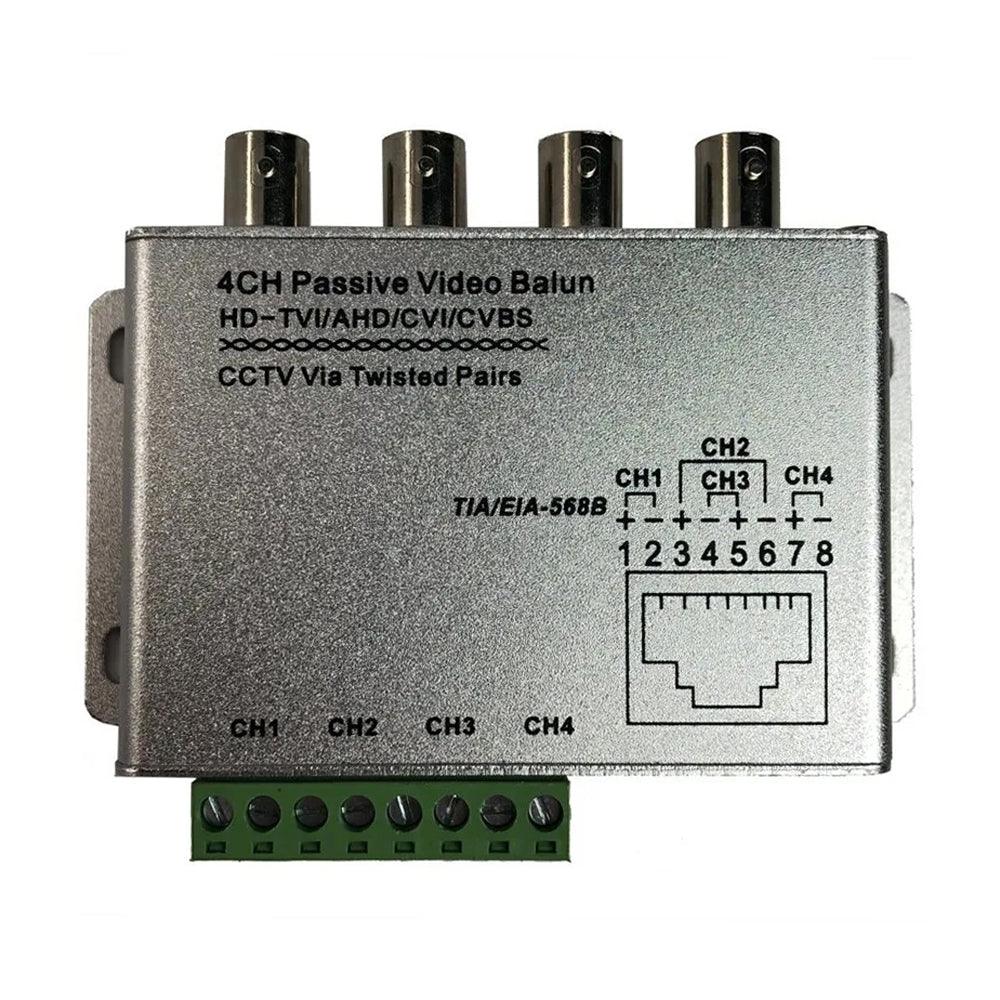 4CH Passive Video Balun
HD-TVI/AHD/CVI/CVBS
CCTV Via Twisted Pairs
CH2
CH1 CH3 CH4
TIA/EIA-568B + - + - + - + -
1 2 3 4 5 6 7 8
CH1 CH2 CH3 CH4